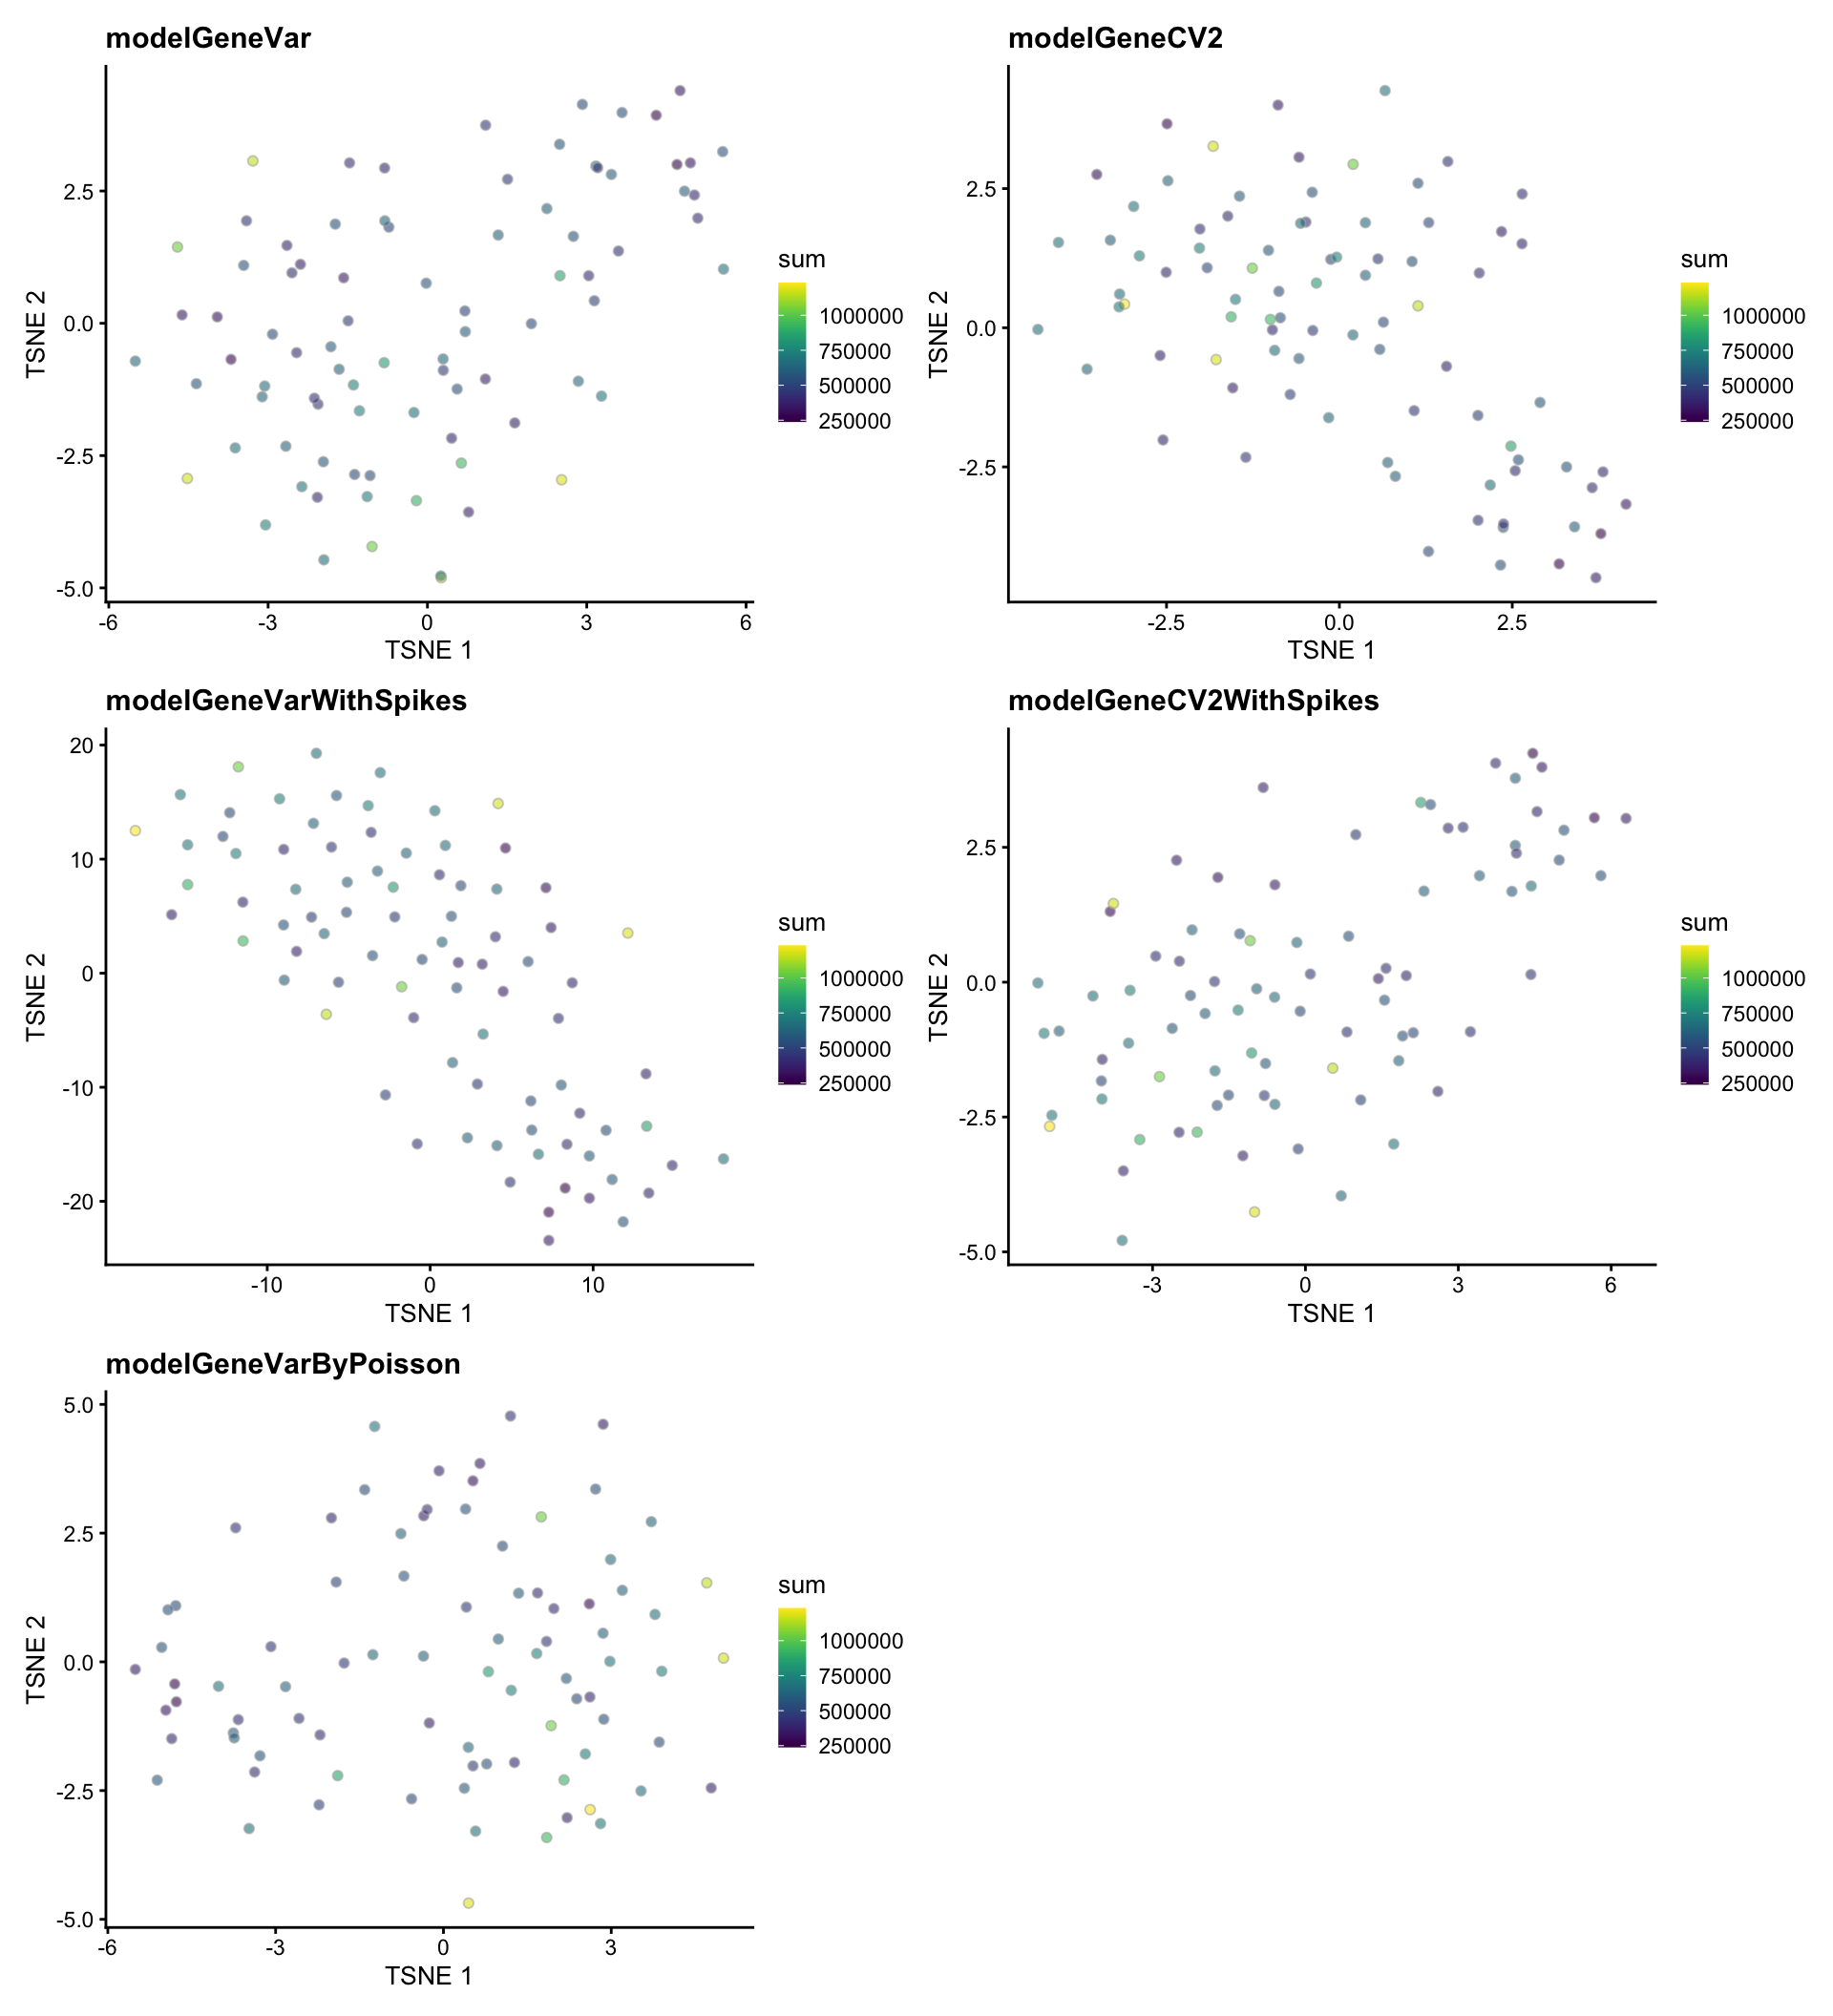 modelGeneVar
TSNE 2
2.5
0.0
-2.5
-5.0
-6 -3 0 3 6
TSNE 1
sum
1000000
750000
500000
250000
modelGeneCV2
TSNE 2
2.5
0.0
-2.5
-2.5 0.0 2.5
TSNE 1
sum
1000000
750000
500000
250000
modelGeneVarWithSpikes
TSNE 2
20
10
0
-10
-20
-10 0 10
TSNE 1
sum
1000000
750000
500000
250000
modelGeneCV2WithSpikes
TSNE 2
2.5
0.0
-2.5
-5.0
-3 0 3 6
TSNE 1
sum
1000000
750000
500000
250000
modelGeneVarByPoisson
TSNE 2
5.0
2.5
0.0
-2.5
-5.0
-6 -3 0 3
TSNE 1
sum
1000000
750000
500000
250000